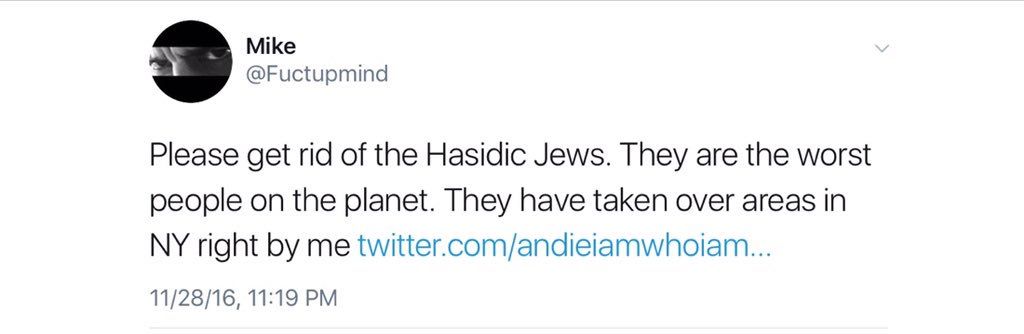 Mike
@Fuctupmind
Please get rid of the Hasidic Jews. They are the worst
people on the planet. They have taken over areas in
NY right by me twitter.com/andieiamwhoiam...
11/28/16, 11:19 PM